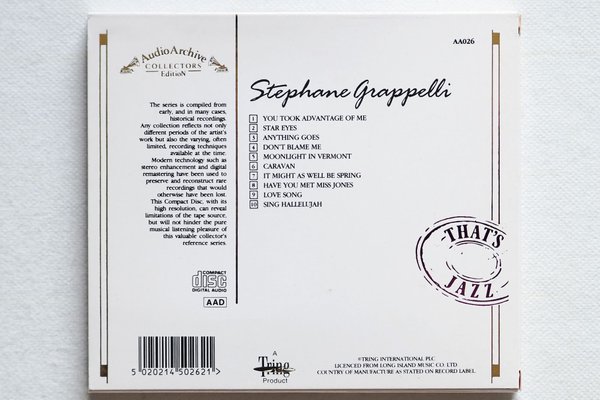 AudioArchive
COLLECTORS
EditioN
AA026
Stephane Grappelli
1 YOU TOOK ADVANTAGE OF ME
2 STAR EYES
3 ANYTHING GOES
4 DON'T BLAME ME
5 MOONLIGHT IN VERMONT
6 CARAVAN
7 IT MIGHT AS WELL BE SPRING
8 HAVE YOU MET MISS JONES
9 LOVE SONG
10 SING HALLELUJAH
The series is compiled from
early, and in many cases,
historical recordings.
Any collection reflects not only
different periods of the artist's
work but also the varying, often
limited, recording techniques
available at the time.
Modern technology such as
stereo enhancement and digital
remastering have been used to
preserve and reconstruct rare
recordings that would
otherwise have been lost.
This Compact Disc, with its
high resolution, can reveal
limitations of the tape source,
but will not hinder the pure
musical listening pleasure of
this valuable collector's
reference series.
THAT'S
JAZZ
COMPACT
disc
DIGITAL AUDIO
AAD
5 020214 502621 >
A
Tring
Product
®TRING INTERNATIONAL PLC
LICENCED FROM LONG ISLAND MUSIC CO. LTD
COUNTRY OF MANUFACTURE AS STATED ON RECORD LABEL